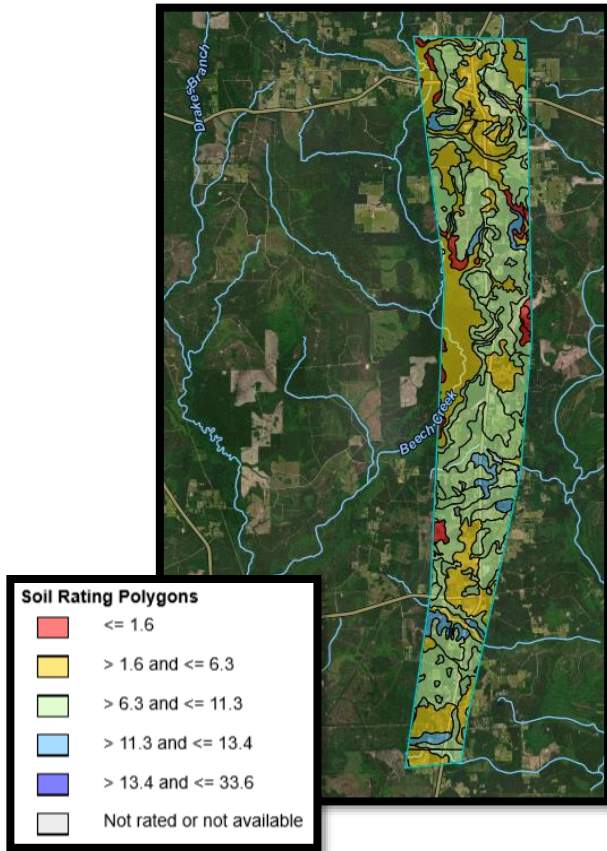 Drakes Branch
Beech Creek
Soil Rating Polygons
<= 1.6
> 1.6 and <= 6.3
> 6.3 and <= 11.3
> 11.3 and <= 13.4
> 13.4 and <= 33.6
Not rated or not available